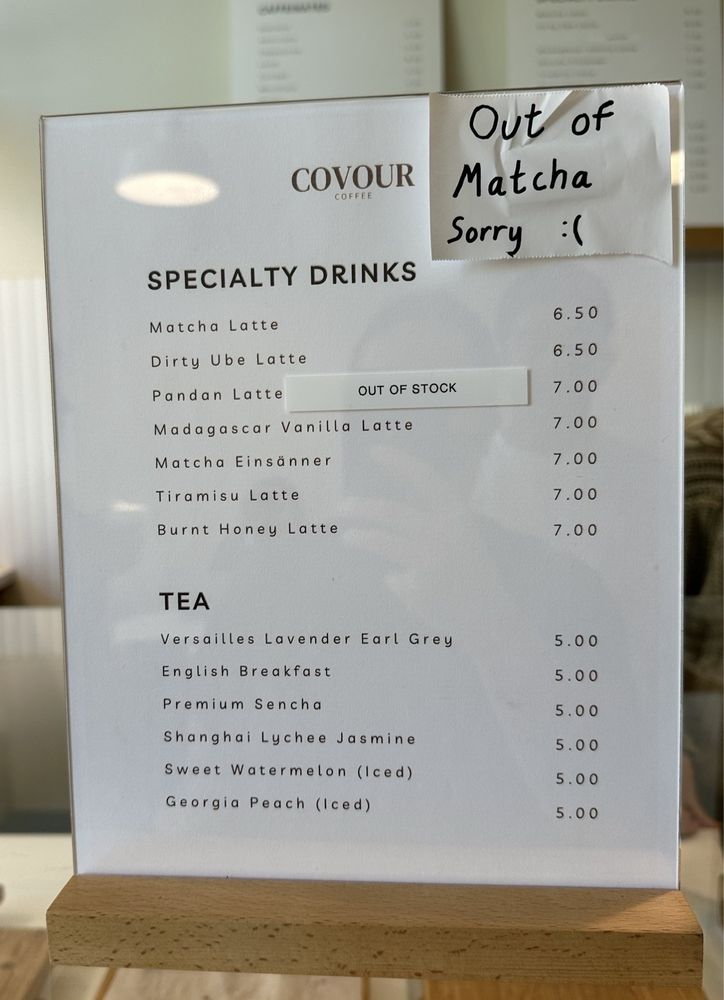 COVOUR
COFFEE
Out of
Matcha
Sorry :(
SPECIALTY DRINKS
Matcha Latte 6.50
Dirty Ube Latte 6.50
Pandan Latte OUT OF STOCK 7.00
Madagascar Vanilla Latte 7.00
Matcha Einsänner 7.00
Tiramisu Latte 7.00
Burnt Honey Latte 7.00
TEA
Versailles Lavender Earl Grey 5.00
English Breakfast 5.00
Premium Sencha 5.00
Shanghai Lychee Jasmine 5.00
Sweet Watermelon (Iced) 5.00
Georgia Peach (Iced) 5.00